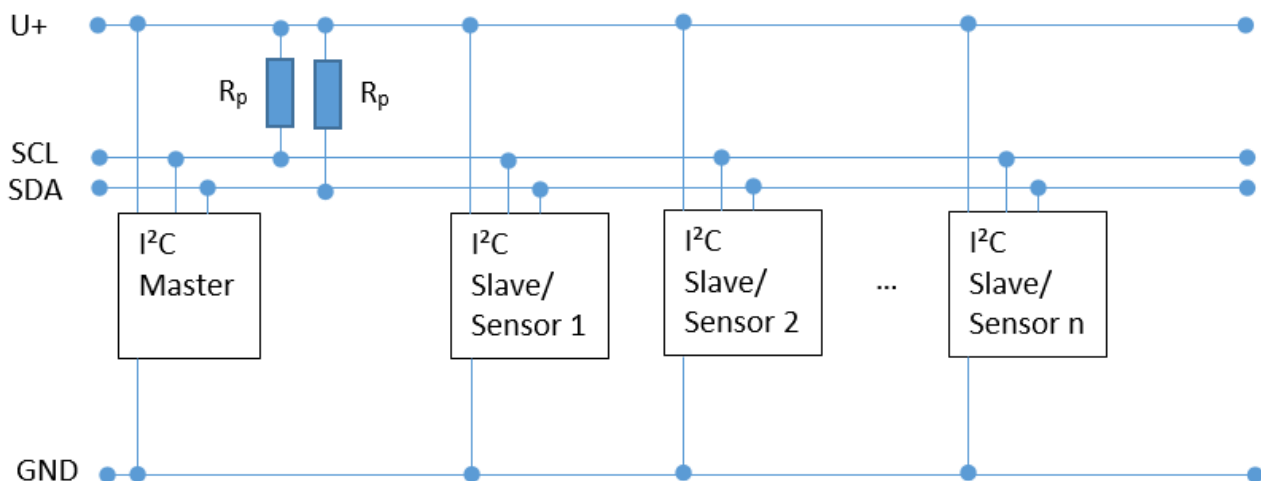 U+
Rₚ
Rₚ
SCL
SDA
I²C
Master
I²C
Slave/
Sensor 1
I²C
Slave/
Sensor 2
...
I²C
Slave/
Sensor n
GND